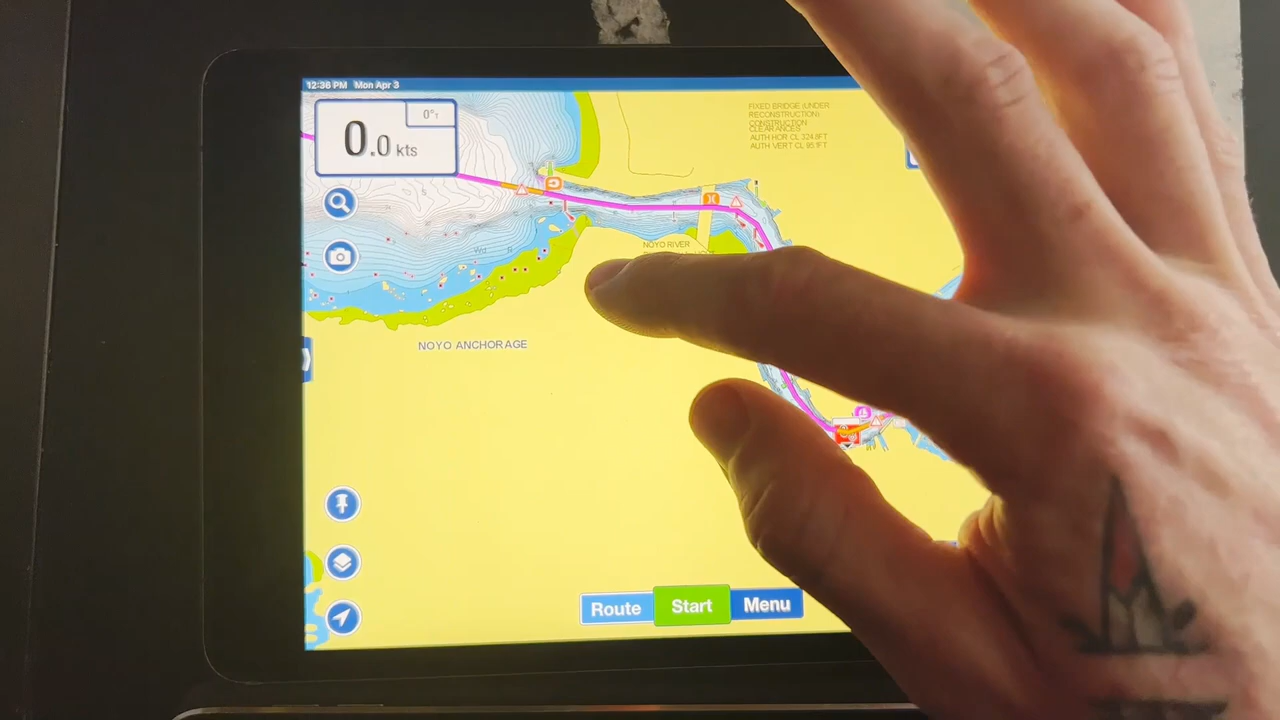 12:36 PM Mon Apr 3
0°T
0.0 kts
FIXED BRIDGE (UNDER
RECONSTRUCTION)
CONSTRUCTION
CLEARANCES
AUTH HOR CL 324.8FT
AUTH VERT CL 95.1FT
NOYO RIVER
NOYO ANCHORAGE
Route
Start
Menu